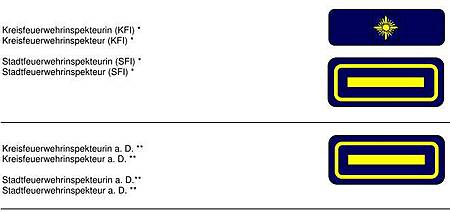 Kreisfeuerwehrinspekteurin (KFI) *
Kreisfeuerwehrinspekteur (KFI) *
Stadtfeuerwehrinspekteurin (SFI) *
Stadtfeuerwehrinspekteur (SFI) *
Kreisfeuerwehrinspekteurin a. D. **
Kreisfeuerwehrinspekteur a. D. **
Stadtfeuerwehrinspekteurin a. D.**
Stadtfeuerwehrinspekteur a. D. **